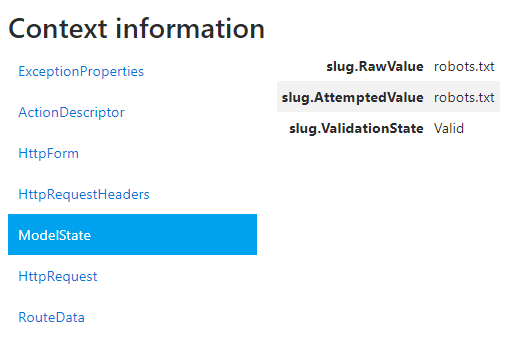 Context information
ExceptionProperties
ActionDescriptor
HttpForm
HttpRequestHeaders
ModelState
HttpRequest
RouteData
slug.RawValue robots.txt
slug.AttemptedValue robots.txt
slug.ValidationState Valid